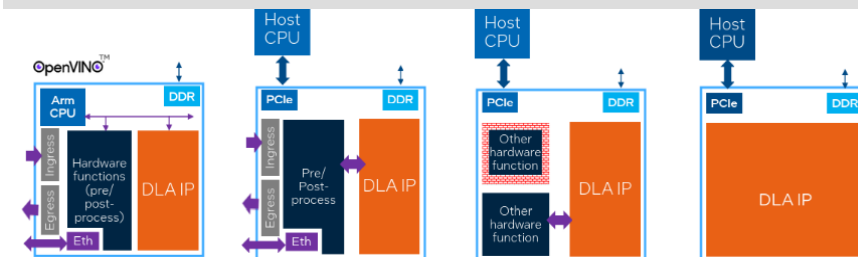 OpenVINO™
Arm
CPU
DDR
Ingress
Egress
Hardware
functions
(pre/
post-
process)
DLA IP
Eth
Host
CPU
PCIe
DDR
Ingress
Egress
Pre/
Post-
process
DLA IP
Eth
Host
CPU
PCIe
DDR
Other
hardware
function
Other
hardware
function
DLA IP
Host
CPU
PCIe
DDR
DLA IP